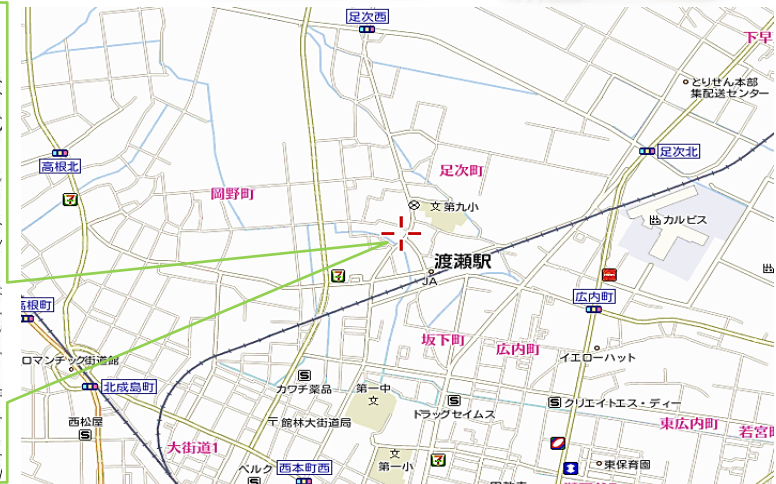 足次西
下早
とりせん本部
集配送センター
足次北
高根北
足次町
岡野町
文 第九小
カルピス
渡瀬駅
JA
広内町
高根町
坂下町
広内町
イエローハット
ロマンチック街道館
北成島町
カワチ薬品
第一中
文
ドラッグセイムス
クリエイトエス・ディー
西松屋
〒館林大街道局
東広内町
若宮町
大街道1
ベルク
西本町西
文
第一小
東保育園